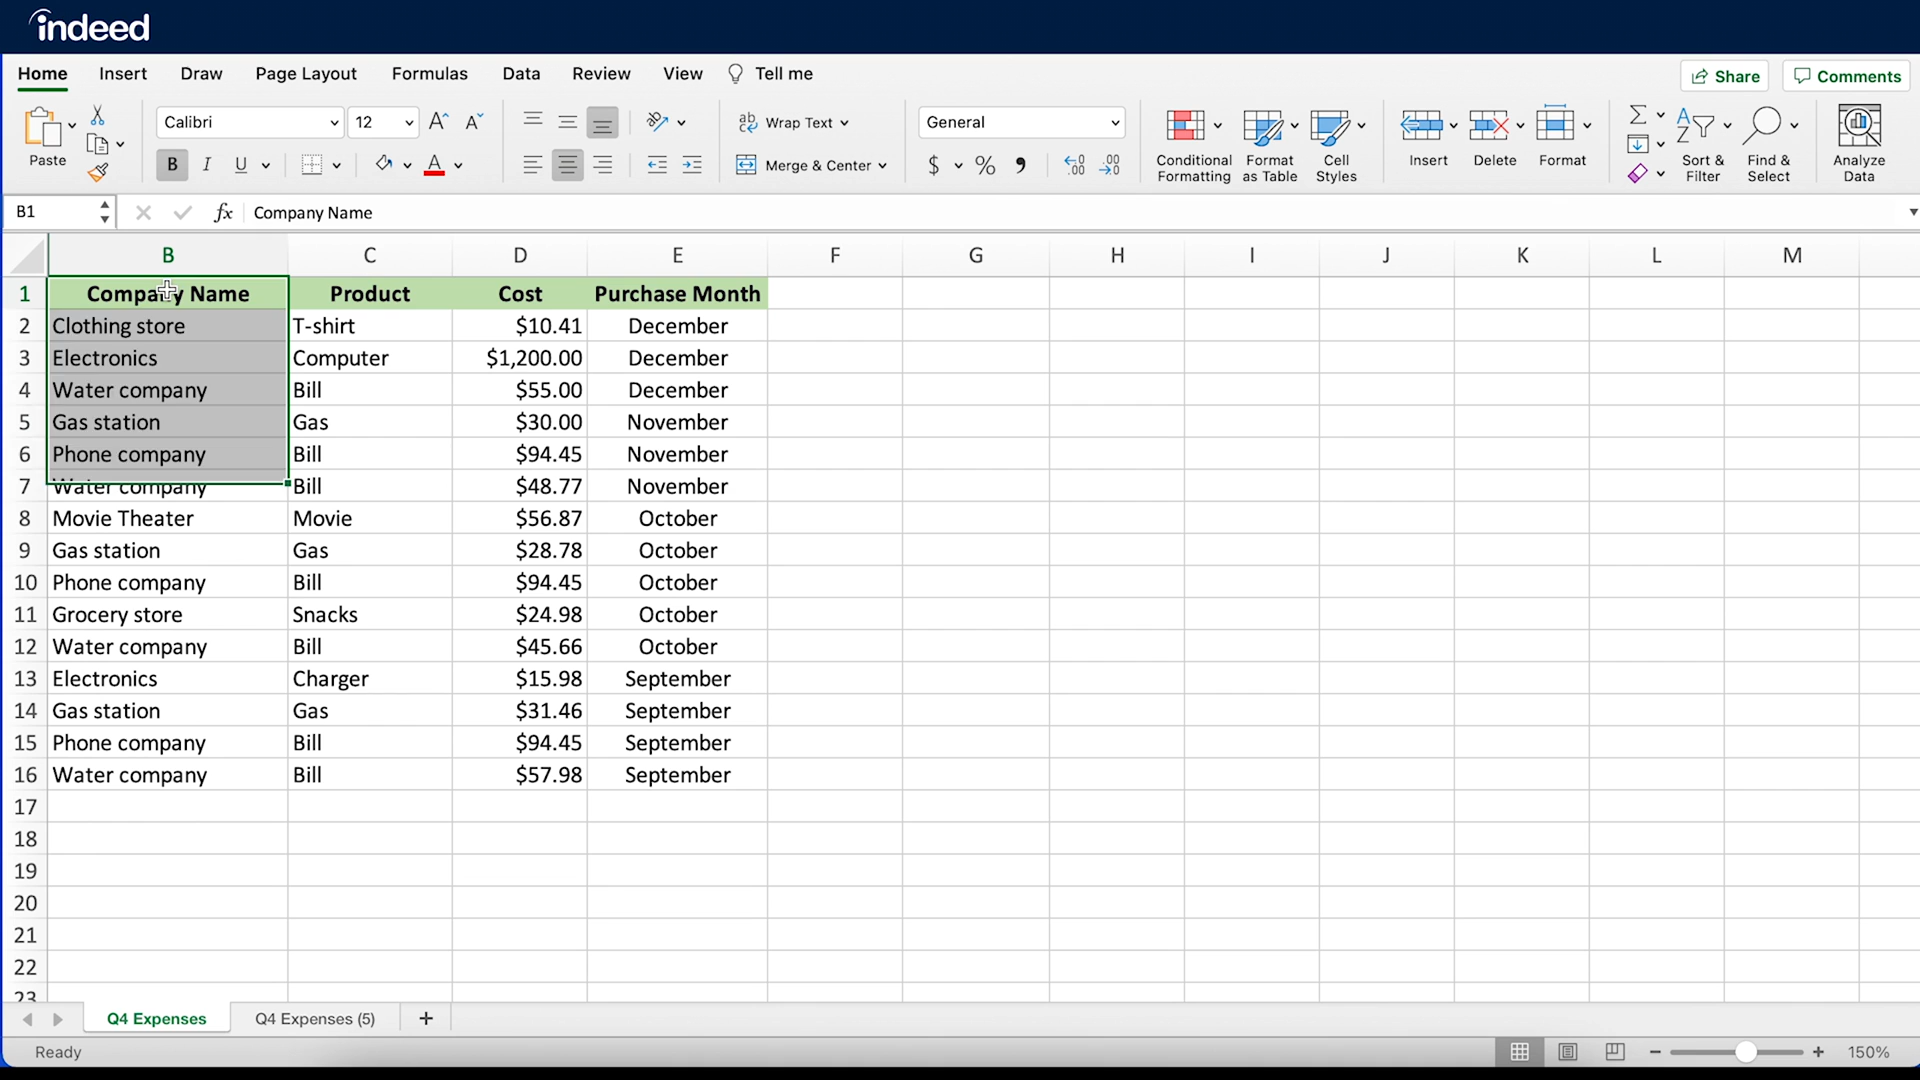 indeed
Home Insert Draw Page Layout Formulas Data Review View Tell me Share Comments
Paste Calibri 12 A A B I U A ab c Wrap Text Merge & Center General $ % .00 .00 Conditional Formatting Format as Table Cell Styles Insert Delete Format Sort & Filter Find & Select Analyze Data
B1 fx Company Name
B C D E F G H I J K L M
1 Company Name Product Cost Purchase Month
2 Clothing store T-shirt $10.41 December
3 Electronics Computer $1,200.00 December
4 Water company Bill $55.00 December
5 Gas station Gas $30.00 November
6 Phone company Bill $94.45 November
7 Water company Bill $48.77 November
8 Movie Theater Movie $56.87 October
9 Gas station Gas $28.78 October
10 Phone company Bill $94.45 October
11 Grocery store Snacks $24.98 October
12 Water company Bill $45.66 October
13 Electronics Charger $15.98 September
14 Gas station Gas $31.46 September
15 Phone company Bill $94.45 September
16 Water company Bill $57.98 September
17
18
19
20
21
22
23
Q4 Expenses Q4 Expenses (5) +
Ready 150%